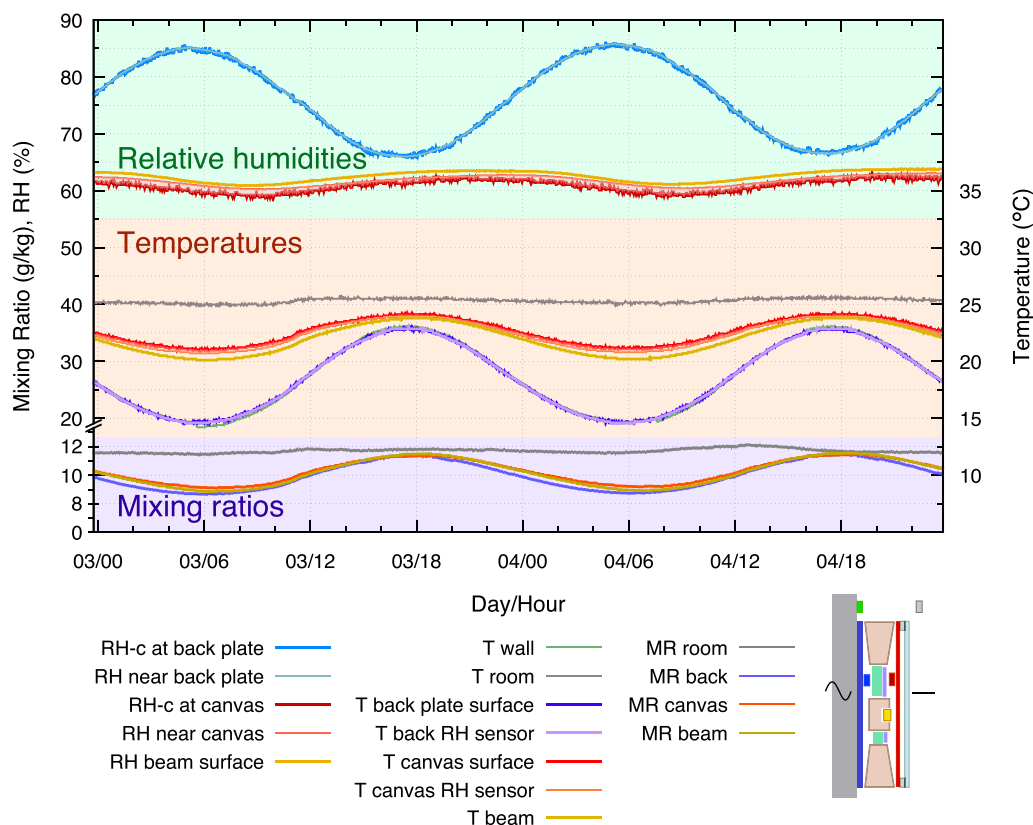 90
80
70
60
50
40
30
20
12
10
8
0
Mixing Ratio (g/kg), RH (%)
Relative humidities
Temperatures
Mixing ratios
35
30
25
20
15
10
Temperature (°C)
03/00 03/06 03/12 03/18 04/00 04/06 04/12 04/18
Day/Hour
RH-c at back plate
RH near back plate
RH-c at canvas
RH near canvas
RH beam surface
T wall
T room
T back plate surface
T back RH sensor
T canvas surface
T canvas RH sensor
T beam
MR room
MR back
MR canvas
MR beam